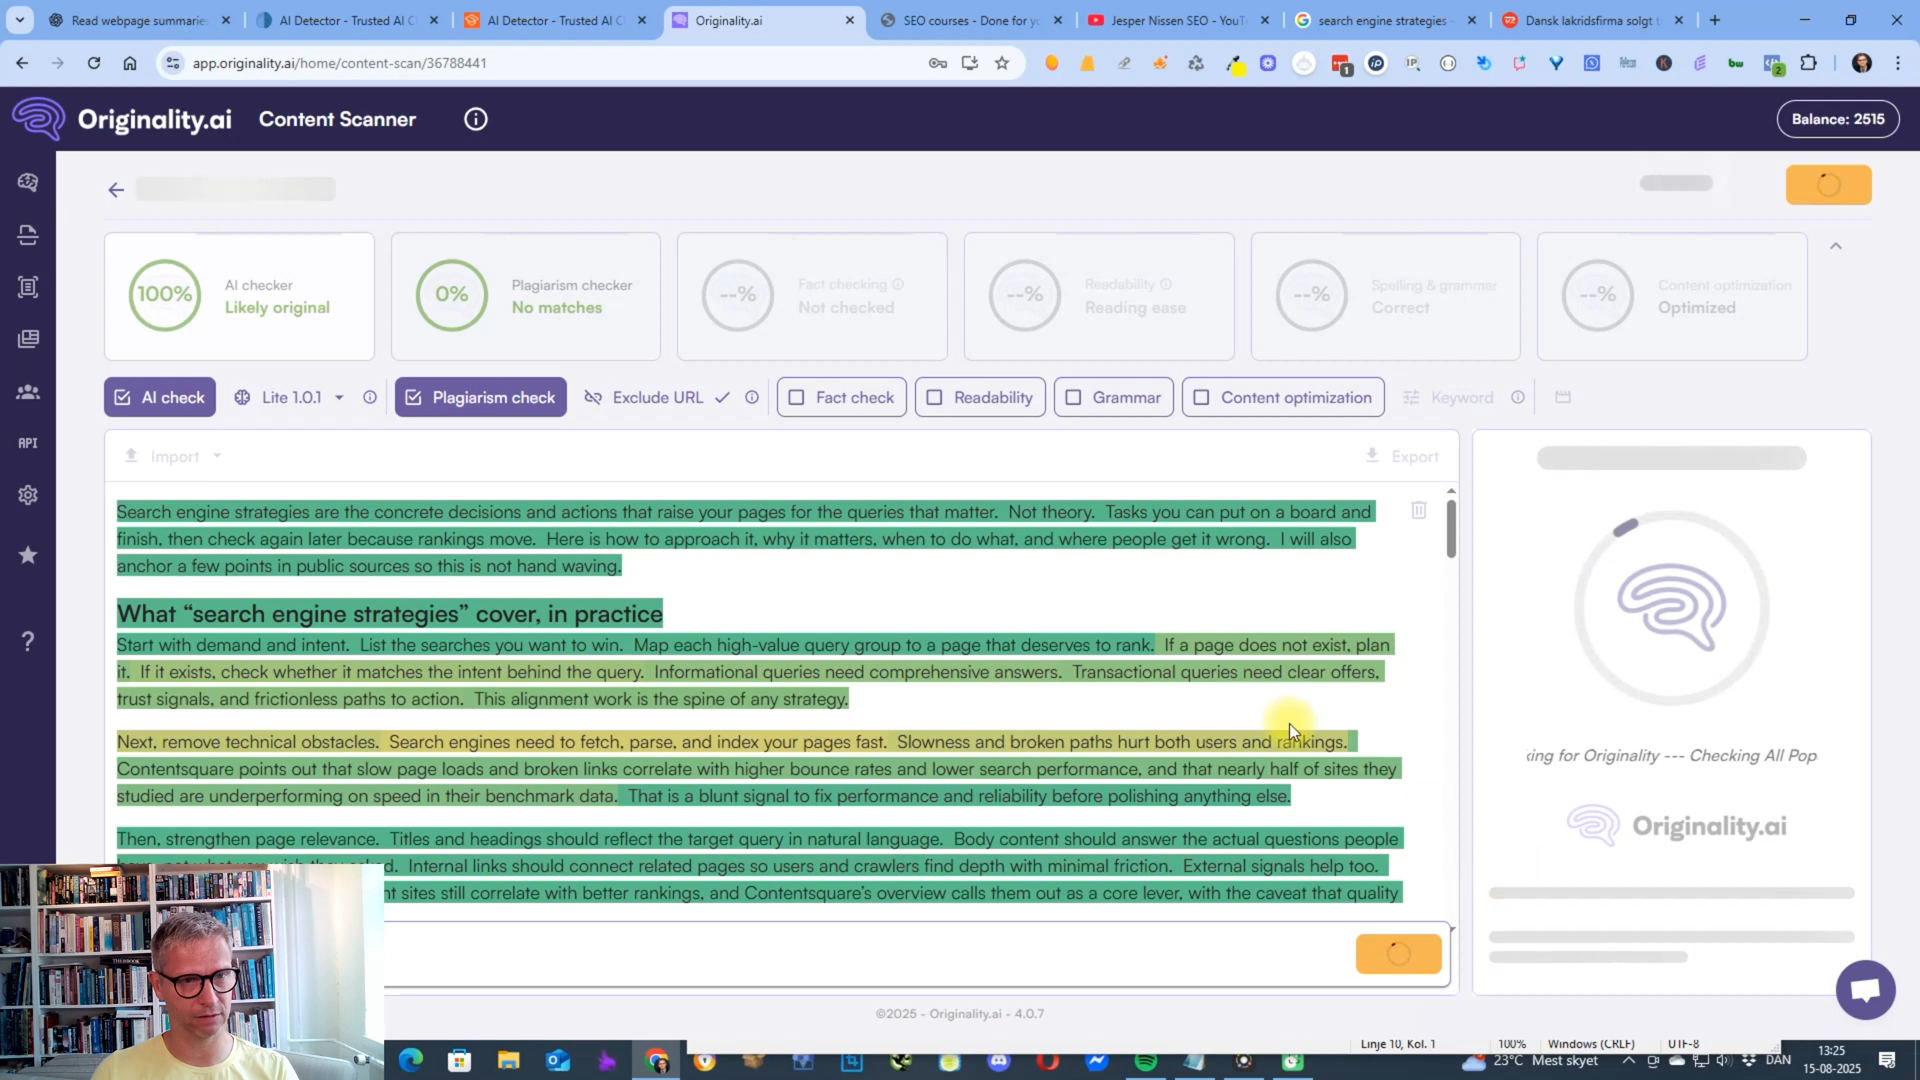 Read webpage summarie
AI Detector - Trusted AI C
AI Detector - Trusted AI C
Originality.ai
SEO courses - Done for yo
Jesper Nissen SEO - YouT
search engine strategies -
Dansk lakridsfirma solgt t
app.originality.ai/home/content-scan/36788441
Originality.ai
Content Scanner
Balance: 2515
100%
AI checker
Likely original
0%
Plagiarism checker
No matches
--%
Fact checking
Not checked
--%
Readability
Reading ease
--%
Spelling & grammar
Correct
--%
Content optimization
Optimized
AI check
Lite 1.0.1
Plagiarism check
Exclude URL
Fact check
Readability
Grammar
Content optimization
Keyword
API
Import
Export
Search engine strategies are the concrete decisions and actions that raise your pages for the queries that matter. Not theory. Tasks you can put on a board and
finish, then check again later because rankings move. Here is how to approach it, why it matters, when to do what, and where people get it wrong. I will also
anchor a few points in public sources so this is not hand waving.
What “search engine strategies” cover, in practice
Start with demand and intent. List the searches you want to win. Map each high-value query group to a page that deserves to rank. If a page does not exist, plan
it. If it exists, check whether it matches the intent behind the query. Informational queries need comprehensive answers. Transactional queries need clear offers,
trust signals, and frictionless paths to action. This alignment work is the spine of any strategy.
Next, remove technical obstacles. Search engines need to fetch, parse, and index your pages fast. Slowness and broken paths hurt both users and rankings.
Contentsquare points out that slow page loads and broken links correlate with higher bounce rates and lower search performance, and that nearly half of sites they
studied are underperforming on speed in their benchmark data. That is a blunt signal to fix performance and reliability before polishing anything else.
Then, strengthen page relevance. Titles and headings should reflect the target query in natural language. Body content should answer the actual questions people
d. Internal links should connect related pages so users and crawlers find depth with minimal friction. External signals help too.
nt sites still correlate with better rankings, and Contentsquare’s overview calls them out as a core lever, with the caveat that quality
king for Originality --- Checking All Pop
Originality.ai
©2025 - Originality.ai - 4.0.7
Linje 10, Kol. 1
100%
Windows (CRLF)
UTF-8
23°C Mest skyet
DAN
13:25
15-08-2025